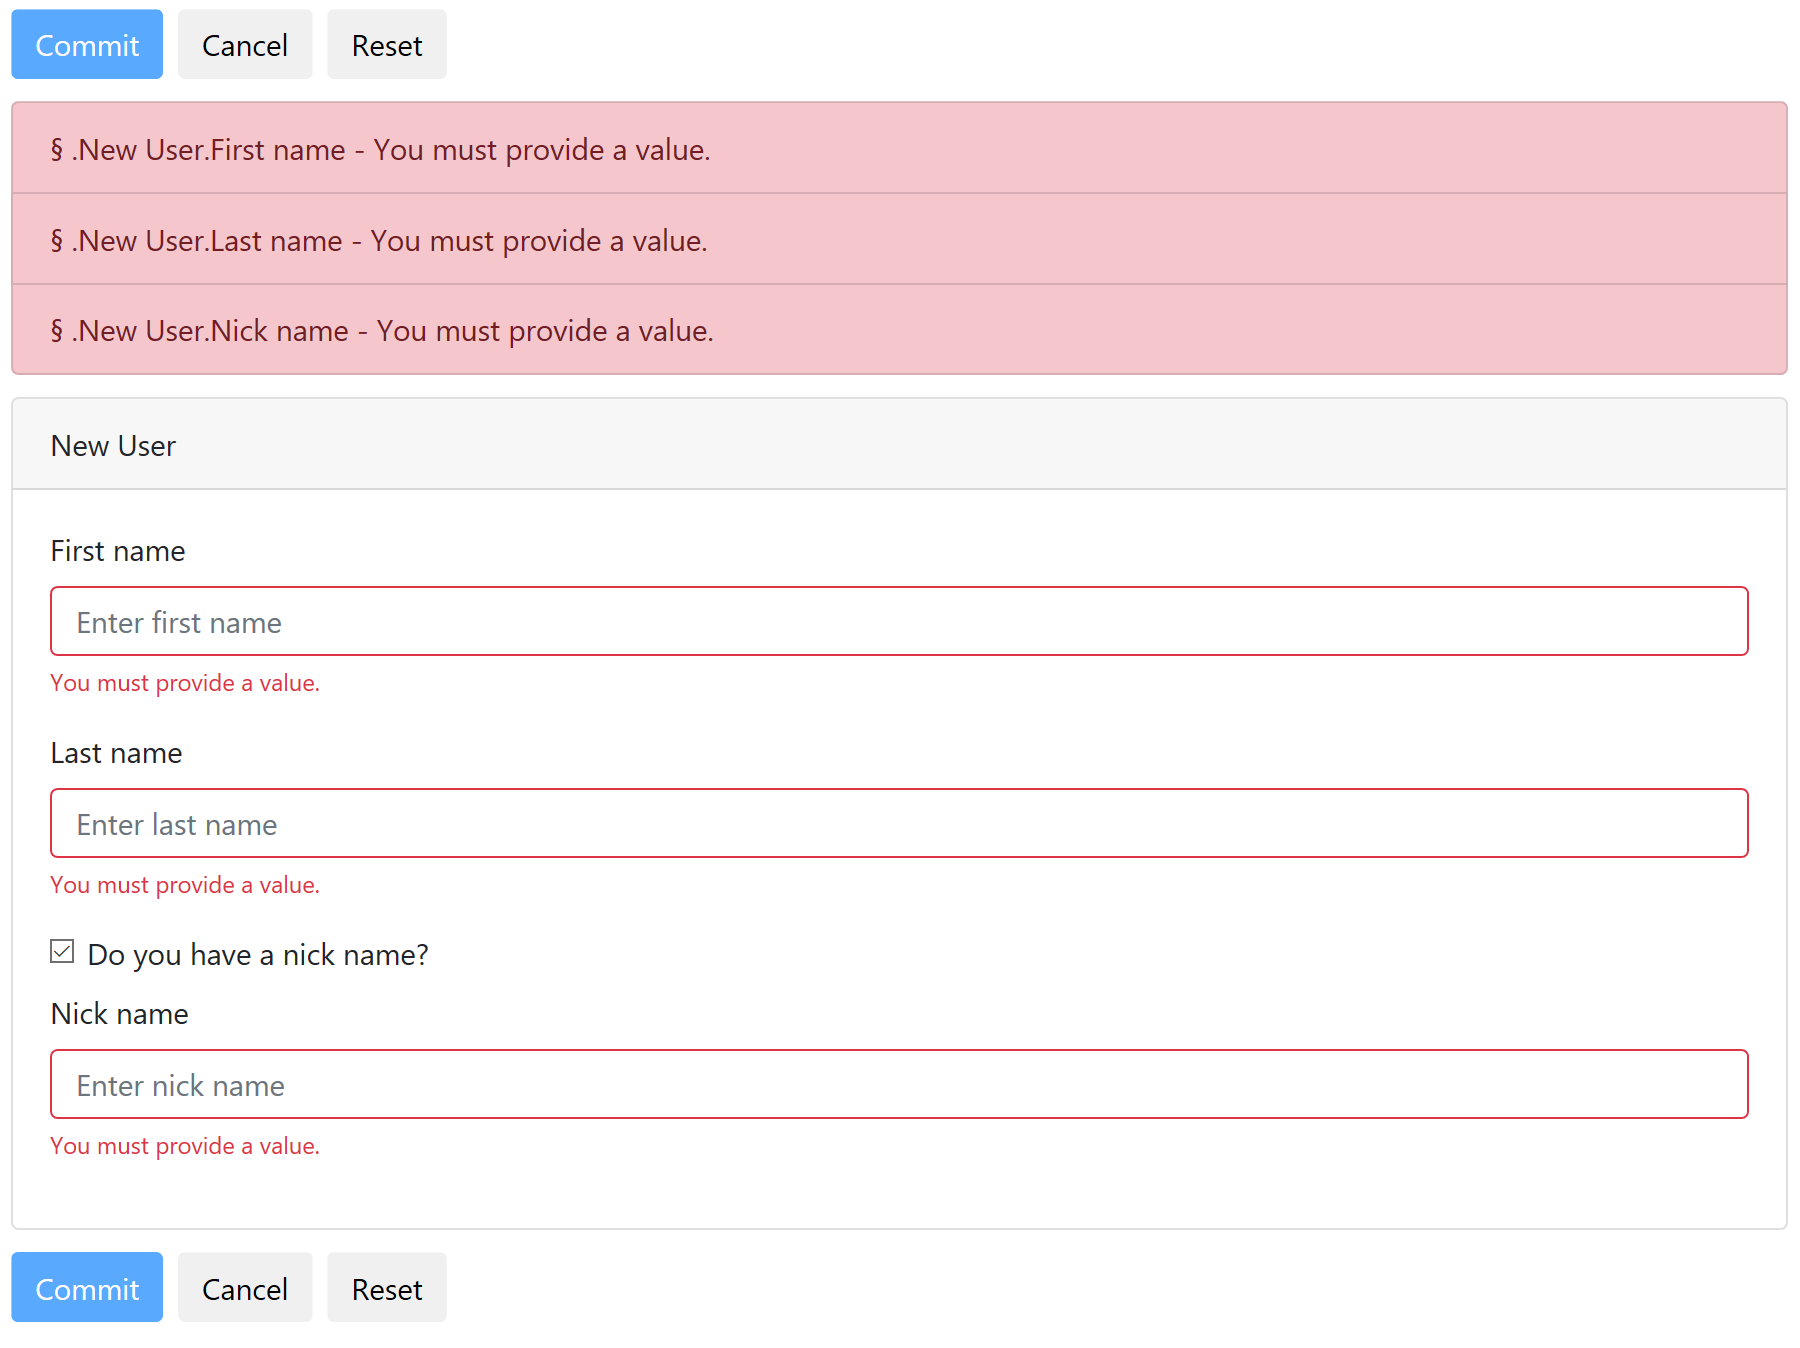 Commit Cancel Reset
§ .New User.First name - You must provide a value.
§ .New User.Last name - You must provide a value.
§ .New User.Nick name - You must provide a value.
New User
First name
Enter first name
You must provide a value.
Last name
Enter last name
You must provide a value.
Do you have a nick name?
Nick name
Enter nick name
You must provide a value.
Commit Cancel Reset